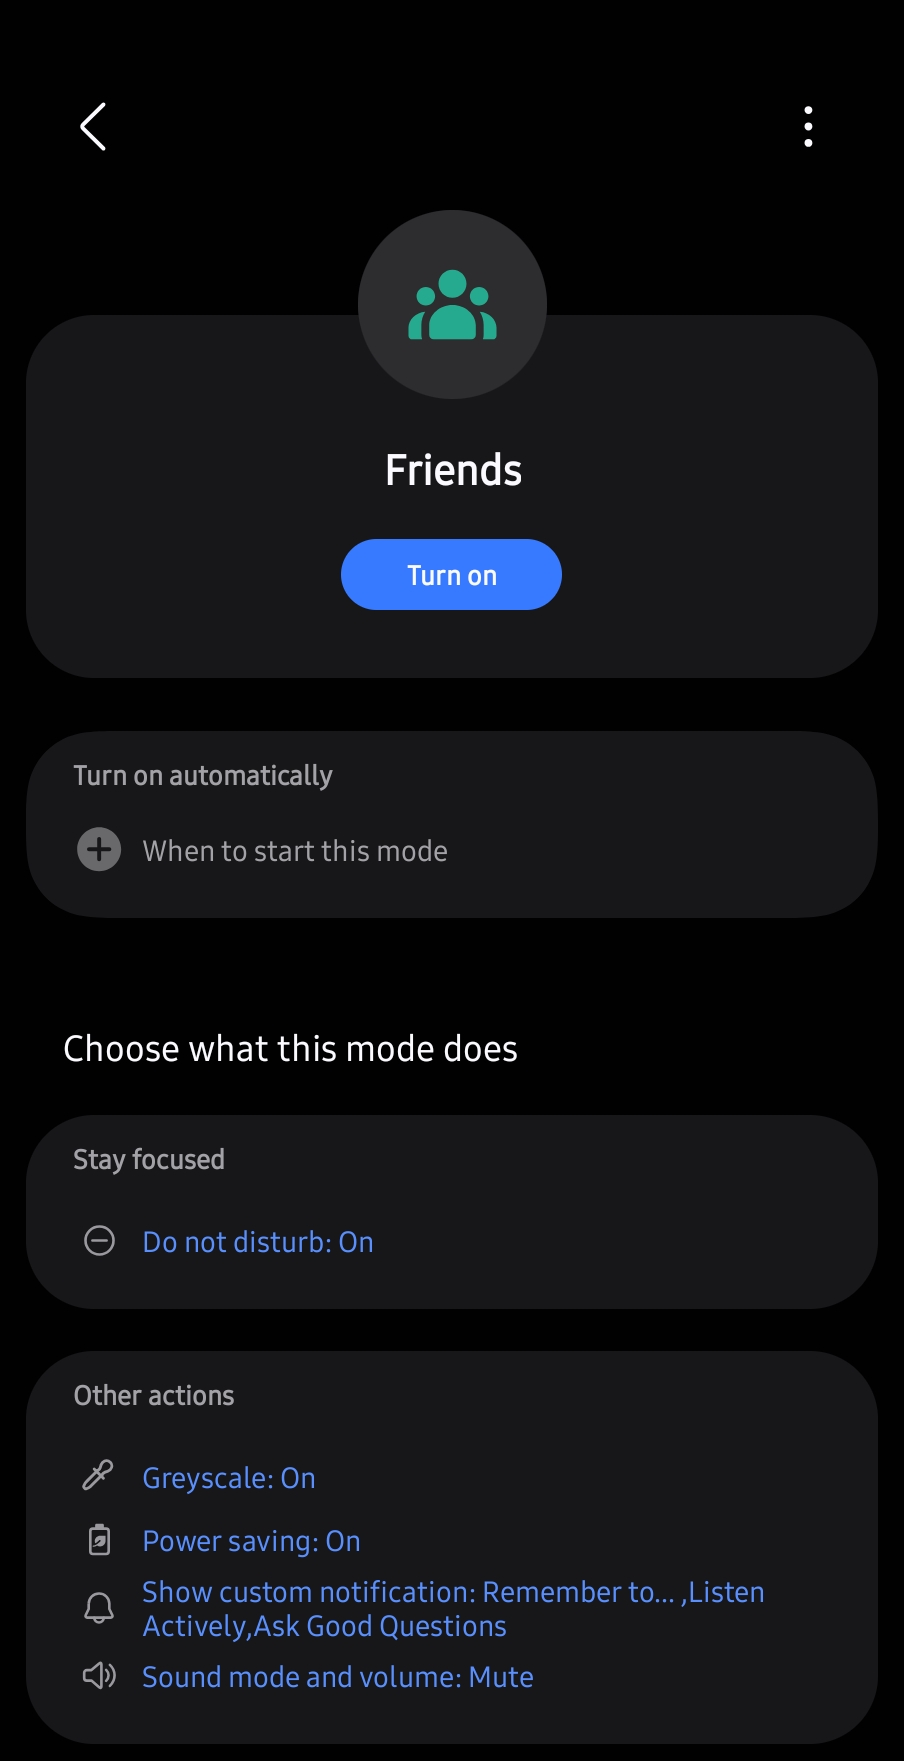 Friends
Turn on
Turn on automatically
When to start this mode
Choose what this mode does
Stay focused
Do not disturb: On
Other actions
Greyscale: On
Power saving: On
Show custom notification: Remember to... ,Listen
Actively,Ask Good Questions
Sound mode and volume: Mute